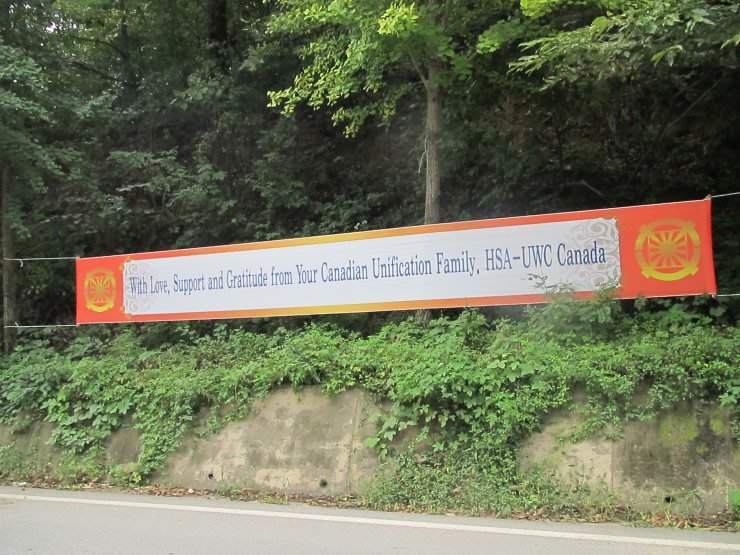 With Love, Support and Gratitude from Your Canadian Unification Family, HSA-UWC Canada